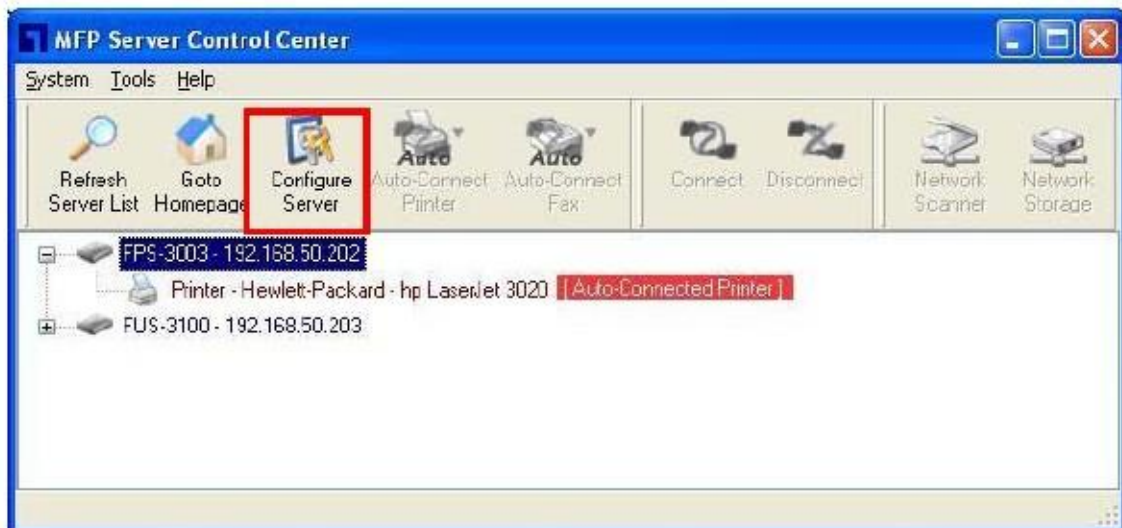 MFP Server Control Center
System Tools Help
Refresh Server List
Goto Homepage
Configure Server
Auto
Auto-Connect Printer
Auto
Auto-Connect Fax
Connect
Disconnect
Network Scanner
Network Storage
FPS-3003 - 192.168.50.202
Printer - Hewlett-Packard - hp LaserJet 3020 [Auto-Connected Printer]
FUS-3100 - 192.168.50.203